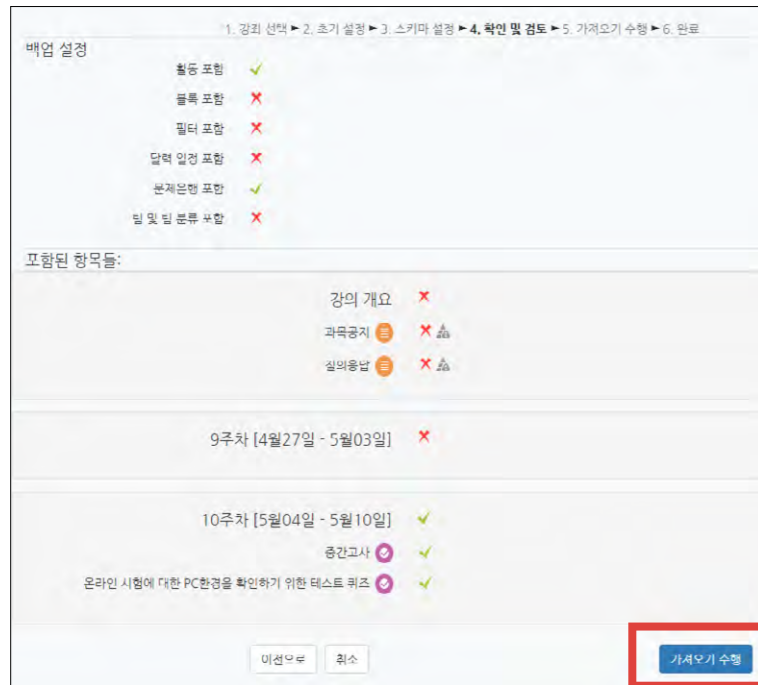 1. 강좌 선택 ► 2. 초기 설정 ► 3. 스키마 설정 ► 4. 확인 및 검토 ► 5. 가져오기 수행 ► 6. 완료
백업 설정
활동 포함
블록 포함
필터 포함
달력 일정 포함
문제은행 포함
팀 및 팀 분류 포함
포함된 항목들:
강의 개요
과목공지
질의응답
9주차 [4월27일 - 5월03일]
10주차 [5월04일 - 5월10일]
중간고사
온라인 시험에 대한 PC환경을 확인하기 위한 테스트 퀴즈
이전으로 취소 가져오기 수행